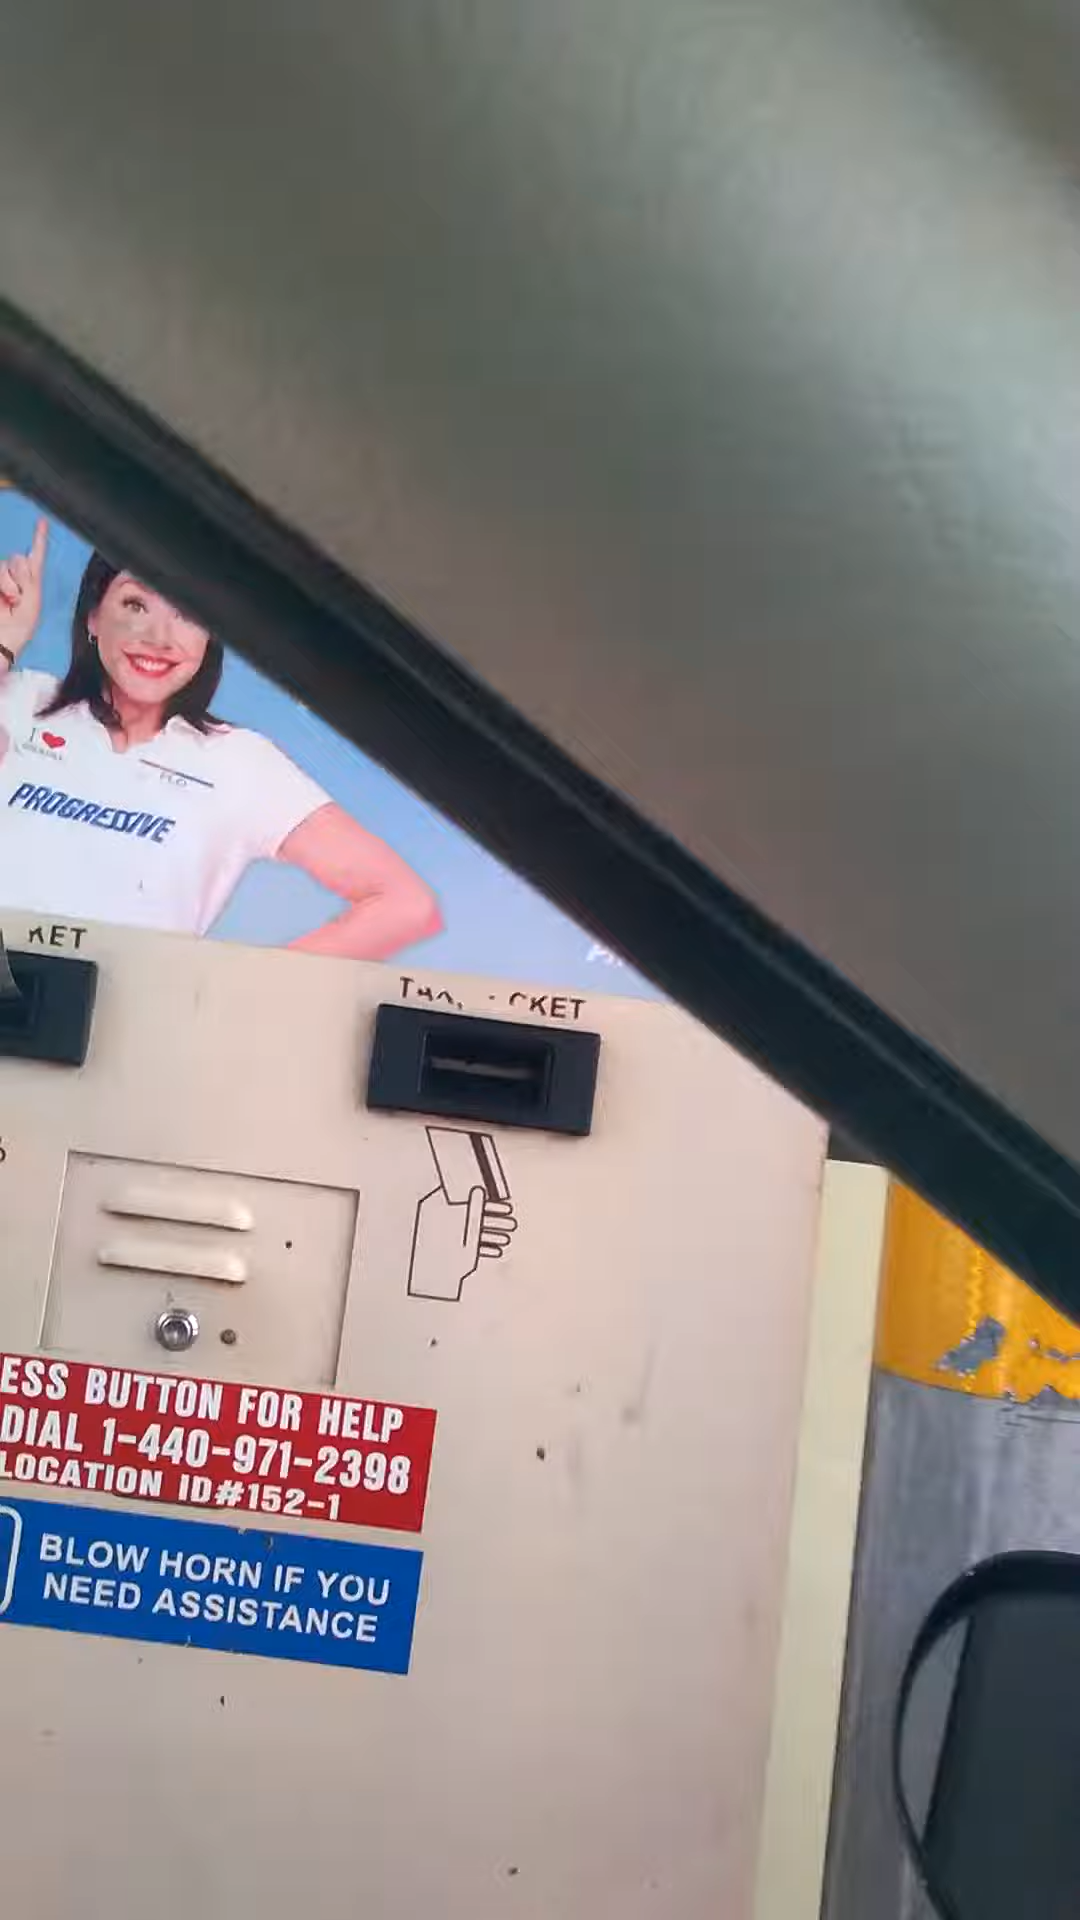 I ❤
FLO
PROGRESSIVE
KET
CKET
ESS BUTTON FOR HELP
DIAL 1-440-971-2398
LOCATION ID#152-1
BLOW HORN IF YOU
NEED ASSISTANCE